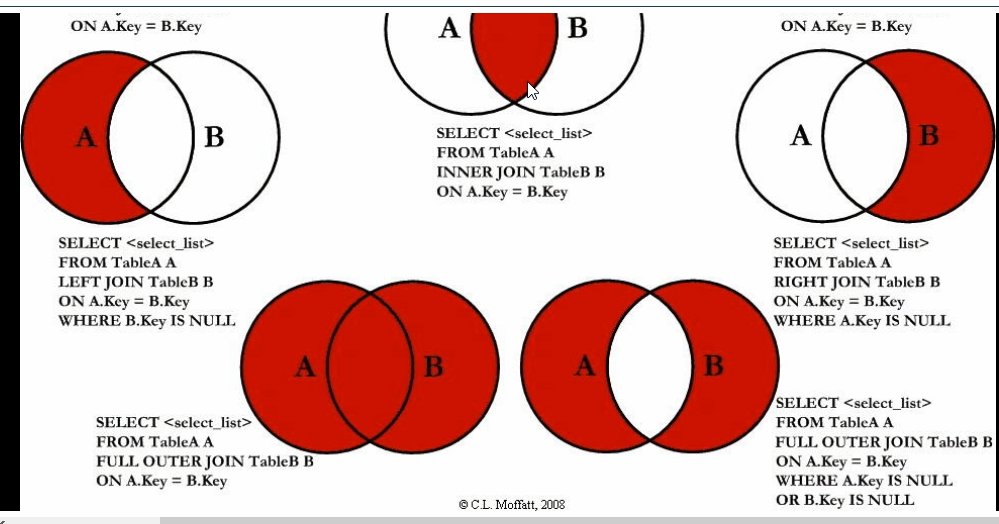 ON A.Key = B.Key
A
B
ON A.Key = B.Key
A
B
SELECT <select_list>
FROM TableA A
INNER JOIN TableB B
ON A.Key = B.Key
A
B
SELECT <select_list>
FROM TableA A
LEFT JOIN TableB B
ON A.Key = B.Key
WHERE B.Key IS NULL
SELECT <select_list>
FROM TableA A
RIGHT JOIN TableB B
ON A.Key = B.Key
WHERE A.Key IS NULL
A
B
SELECT <select_list>
FROM TableA A
FULL OUTER JOIN TableB B
ON A.Key = B.Key
A
B
SELECT <select_list>
FROM TableA A
FULL OUTER JOIN TableB B
ON A.Key = B.Key
WHERE A.Key IS NULL
OR B.Key IS NULL
© C.L. Moffatt, 2008